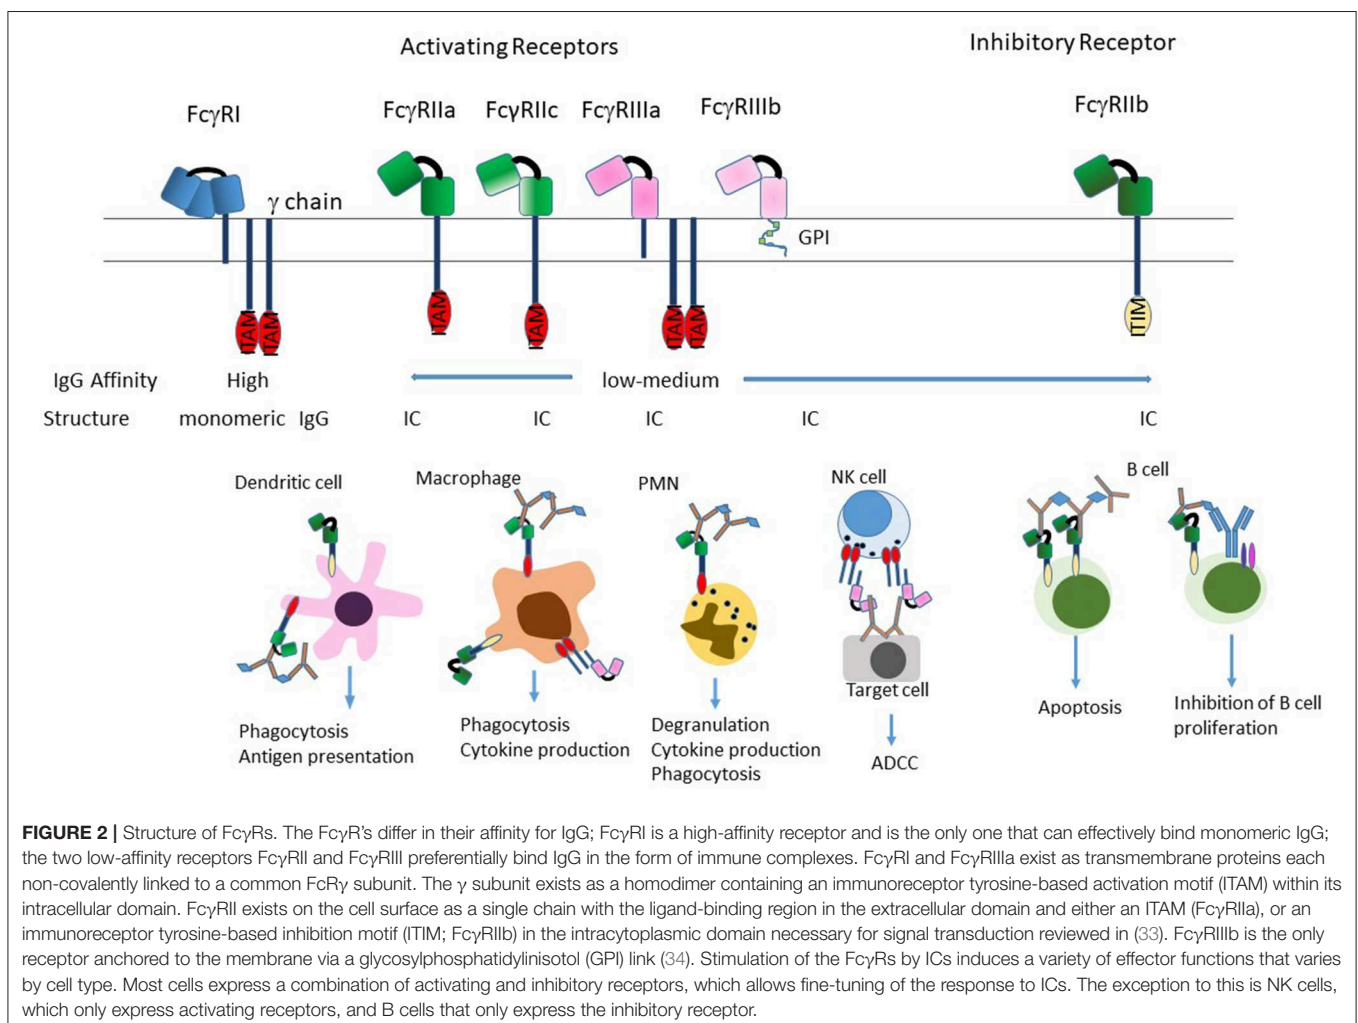 Activating Receptors
Inhibitory Receptor
FcγRI
FcγRIIa
FcγRIIc
FcγRIIIa
FcγRIIIb
FcγRIIb
γ chain
GPI
ITAM
ITAM
ITAM
ITAM
ITAM
ITAM
ITIM
IgG Affinity High low-medium
Structure monomeric IgG IC IC IC IC IC
Dendritic cell
Macrophage
PMN
NK cell
B cell
Target cell
Phagocytosis
Antigen presentation
Phagocytosis
Cytokine production
Degranulation
Cytokine production
Phagocytosis
ADCC
Apoptosis
Inhibition of B cell
proliferation
FIGURE 2 | Structure of FcγRs. The FcγR's differ in their affinity for IgG; FcγRI is a high-affinity receptor and is the only one that can effectively bind monomeric IgG;
the two low-affinity receptors FcγRII and FcγRIII preferentially bind IgG in the form of immune complexes. FcγRI and FcγRIIIa exist as transmembrane proteins each
non-covalently linked to a common FcRγ subunit. The γ subunit exists as a homodimer containing an immunoreceptor tyrosine-based activation motif (ITAM) within its
intracellular domain. FcγRII exists on the cell surface as a single chain with the ligand-binding region in the extracellular domain and either an ITAM (FcγRIIa), or an
immunoreceptor tyrosine-based inhibition motif (ITIM; FcγRIIb) in the intracytoplasmic domain necessary for signal transduction reviewed in (33). FcγRIIIb is the only
receptor anchored to the membrane via a glycosylphosphatidylinisotol (GPI) link (34). Stimulation of the FcγRs by ICs induces a variety of effector functions that varies
by cell type. Most cells express a combination of activating and inhibitory receptors, which allows fine-tuning of the response to ICs. The exception to this is NK cells,
which only express activating receptors, and B cells that only express the inhibitory receptor.